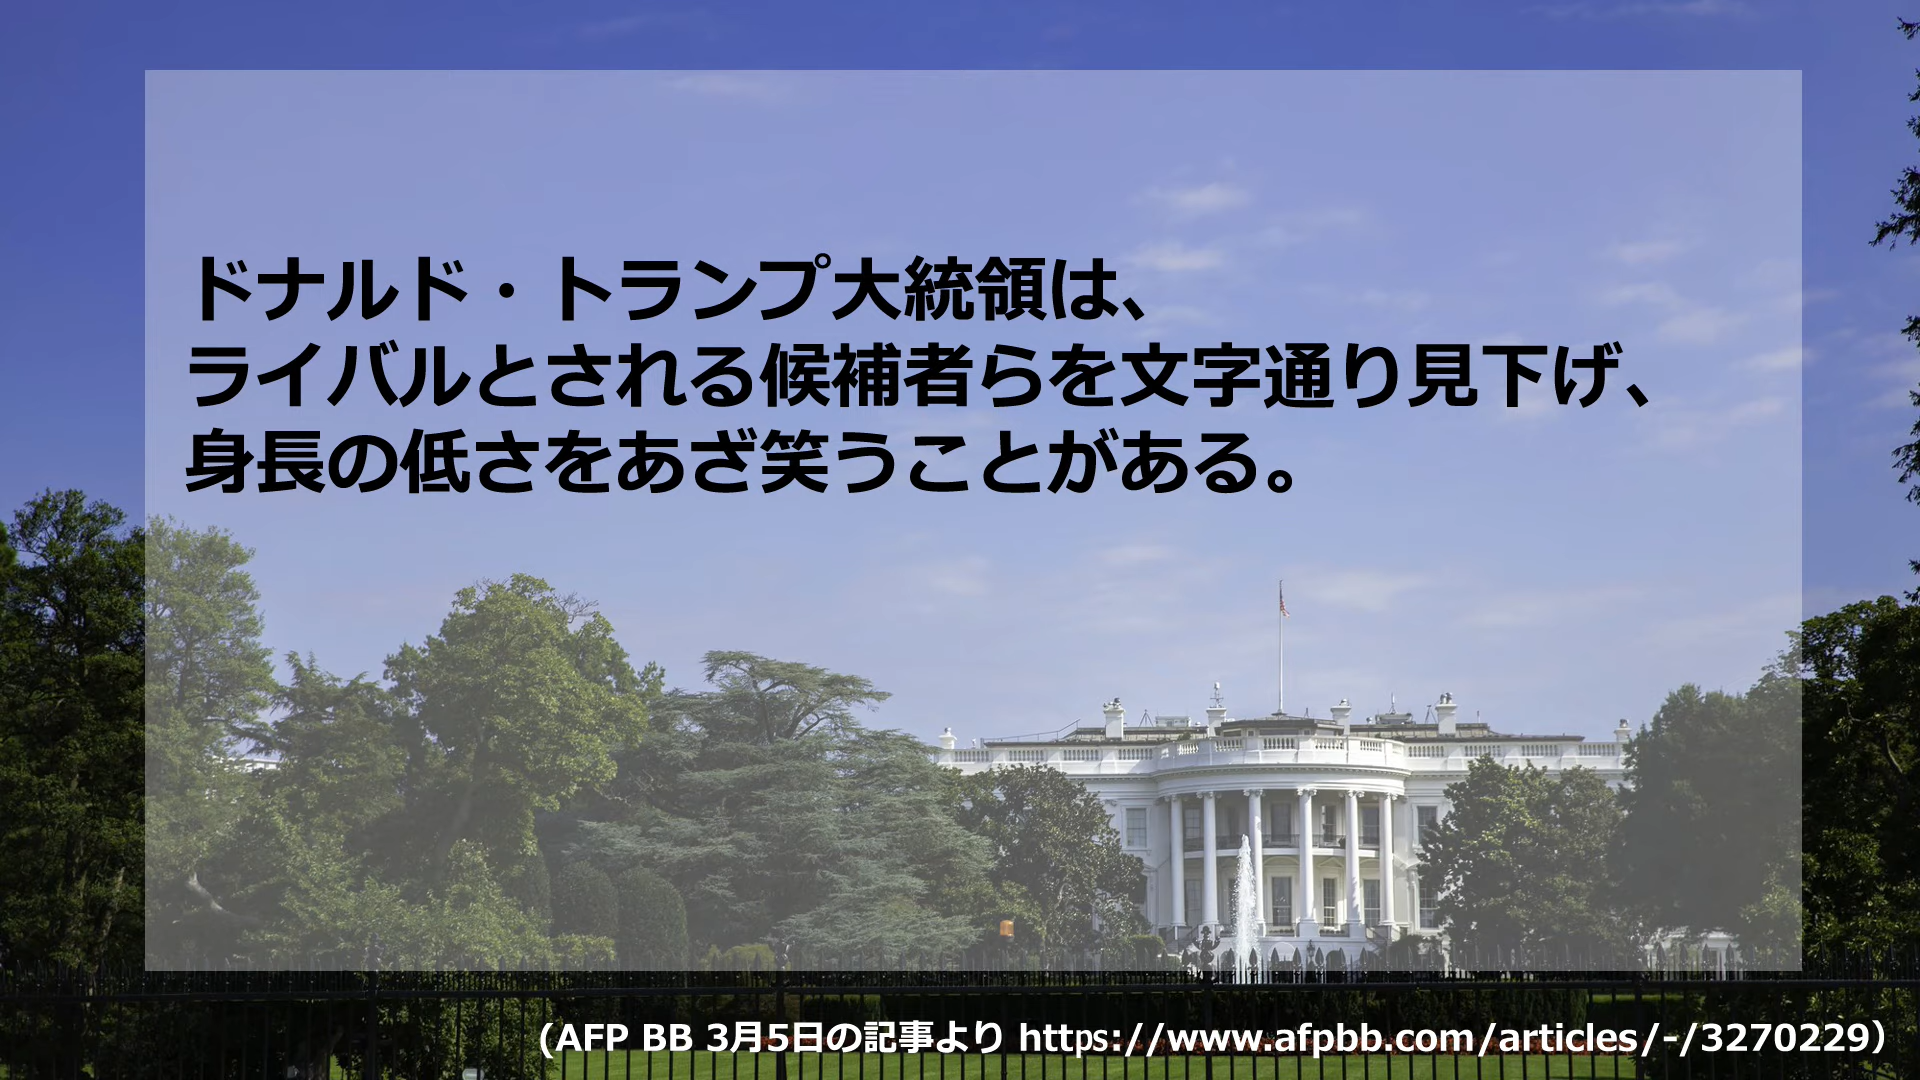 ドナルド・トランプ大統領は、
ライバルとされる候補者らを文字通り見下げ、
身長の低さをあざ笑うことがある。
(AFP BB 3月5日の記事より https://www.afpbb.com/articles/-/3270229）